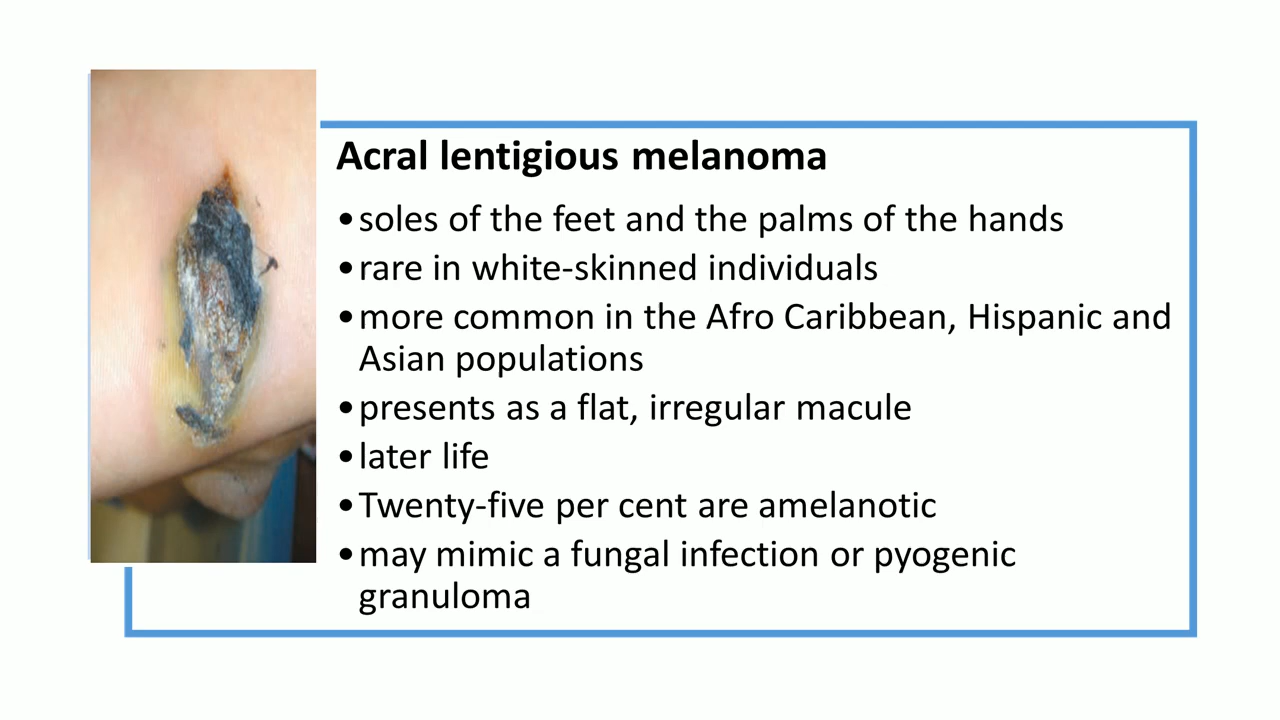 Acral lentigious melanoma
•soles of the feet and the palms of the hands
•rare in white-skinned individuals
•more common in the Afro Caribbean, Hispanic and
Asian populations
•presents as a flat, irregular macule
•later life
•Twenty-five per cent are amelanotic
•may mimic a fungal infection or pyogenic
granuloma